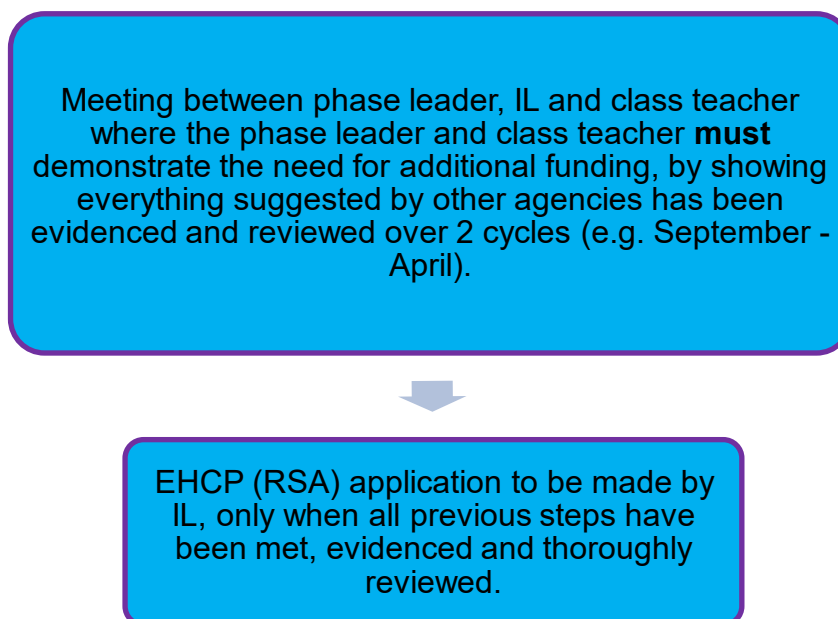 Meeting between phase leader, IL and class teacher
where the phase leader and class teacher must
demonstrate the need for additional funding, by showing
everything suggested by other agencies has been
evidenced and reviewed over 2 cycles (e.g. September -
April).
EHCP (RSA) application to be made by
IL, only when all previous steps have
been met, evidenced and thoroughly
reviewed.